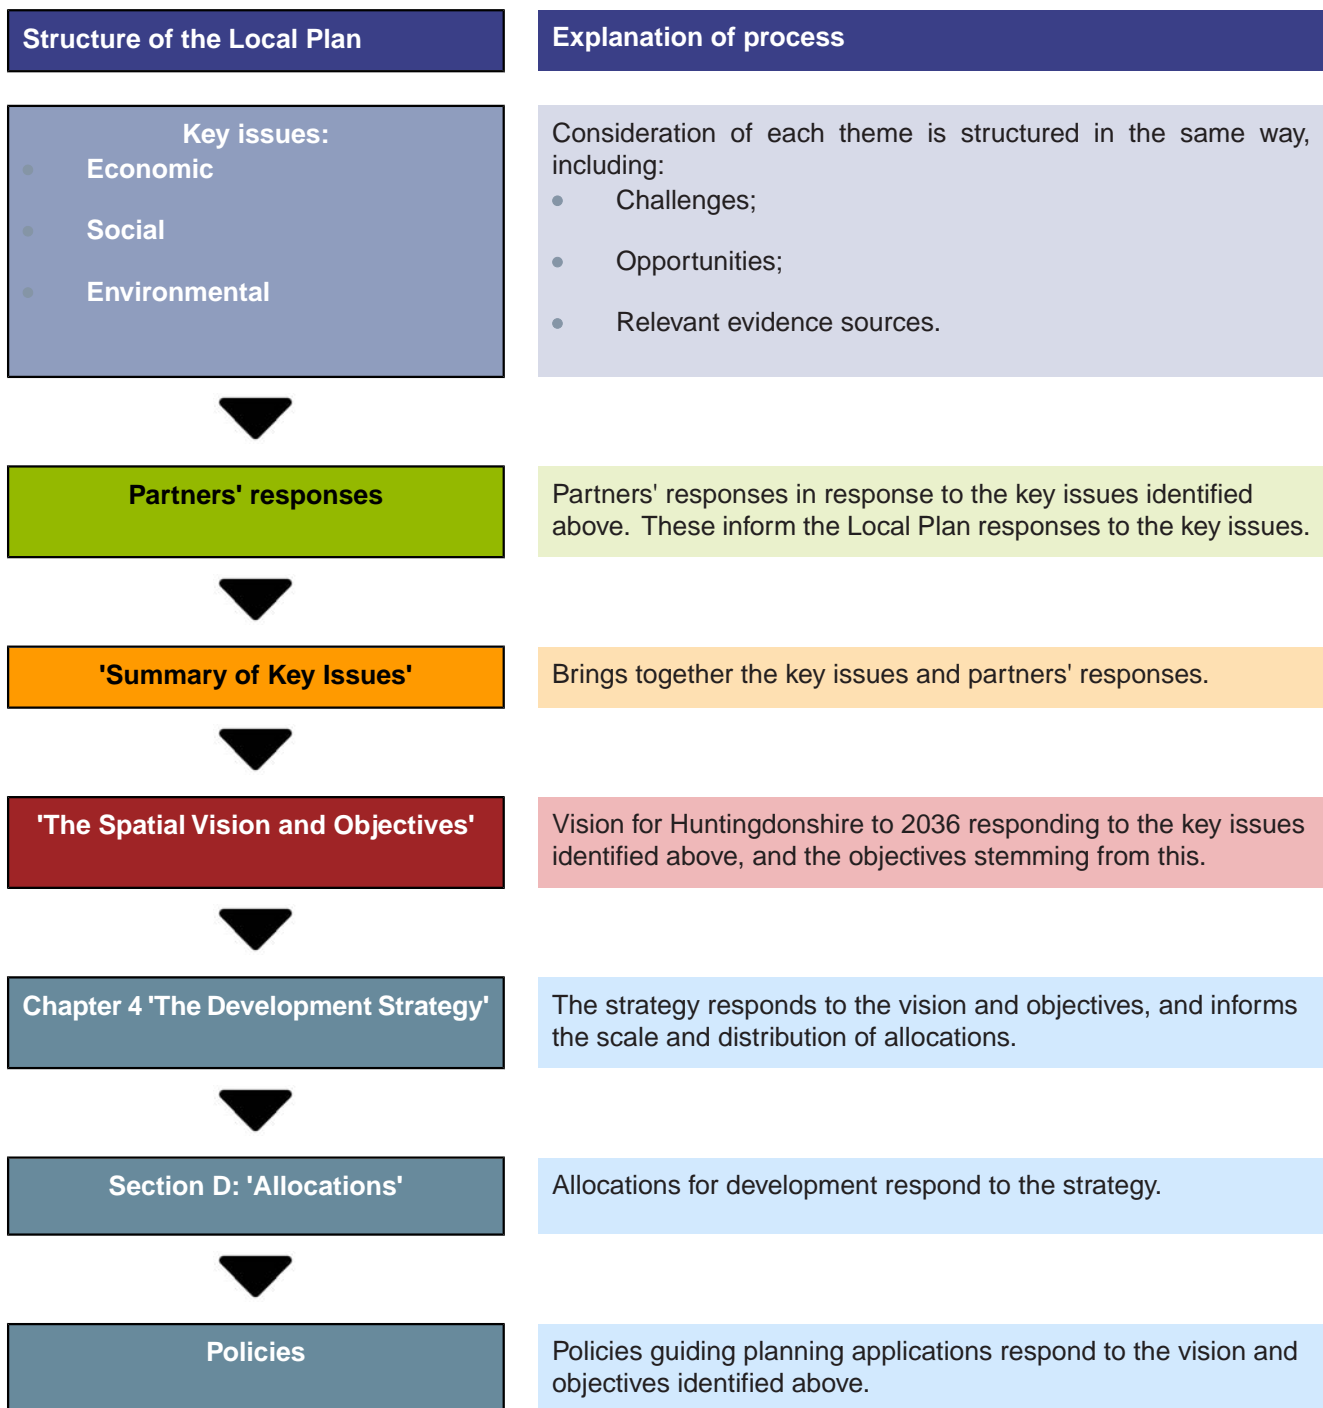 Structure of the Local Plan
Explanation of process
Key issues:
Economic
Social
Environmental
Consideration of each theme is structured in the same way,
including:
Challenges;
Opportunities;
Relevant evidence sources.
Partners' responses
Partners' responses in response to the key issues identified
above. These inform the Local Plan responses to the key issues.
'Summary of Key Issues'
Brings together the key issues and partners' responses.
'The Spatial Vision and Objectives'
Vision for Huntingdonshire to 2036 responding to the key issues
identified above, and the objectives stemming from this.
Chapter 4 'The Development Strategy'
The strategy responds to the vision and objectives, and informs
the scale and distribution of allocations.
Section D: 'Allocations'
Allocations for development respond to the strategy.
Policies
Policies guiding planning applications respond to the vision and
objectives identified above.